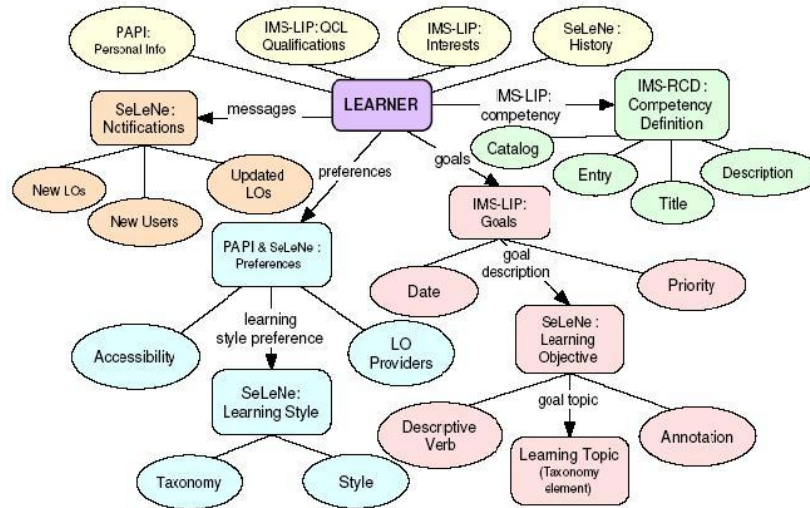 PAPI:
Personal Info
IMS-LIP: QCL
Qualifications
IMS-LIP:
Interests
SeLeNe:
History
LEARNER
messages
SeLeNe:
Notifications
IMS-LIP:
competency
IMS-RCD:
Competency
Definition
New LOs
New Users
Updated
LOs
preferences
goals
Catalog
Entry
Title
Description
IMS-LIP:
Goals
PAPI & SeLeNe:
Preferences
goal
description
Date
Priority
Accessibility
learning
style preference
LO
Providers
SeLeNe:
Learning
Objective
SeLeNe:
Learning Style
Descriptive
Verb
goal topic
Annotation
Taxonomy
Style
Learning Topic
(Taxonomy
element)